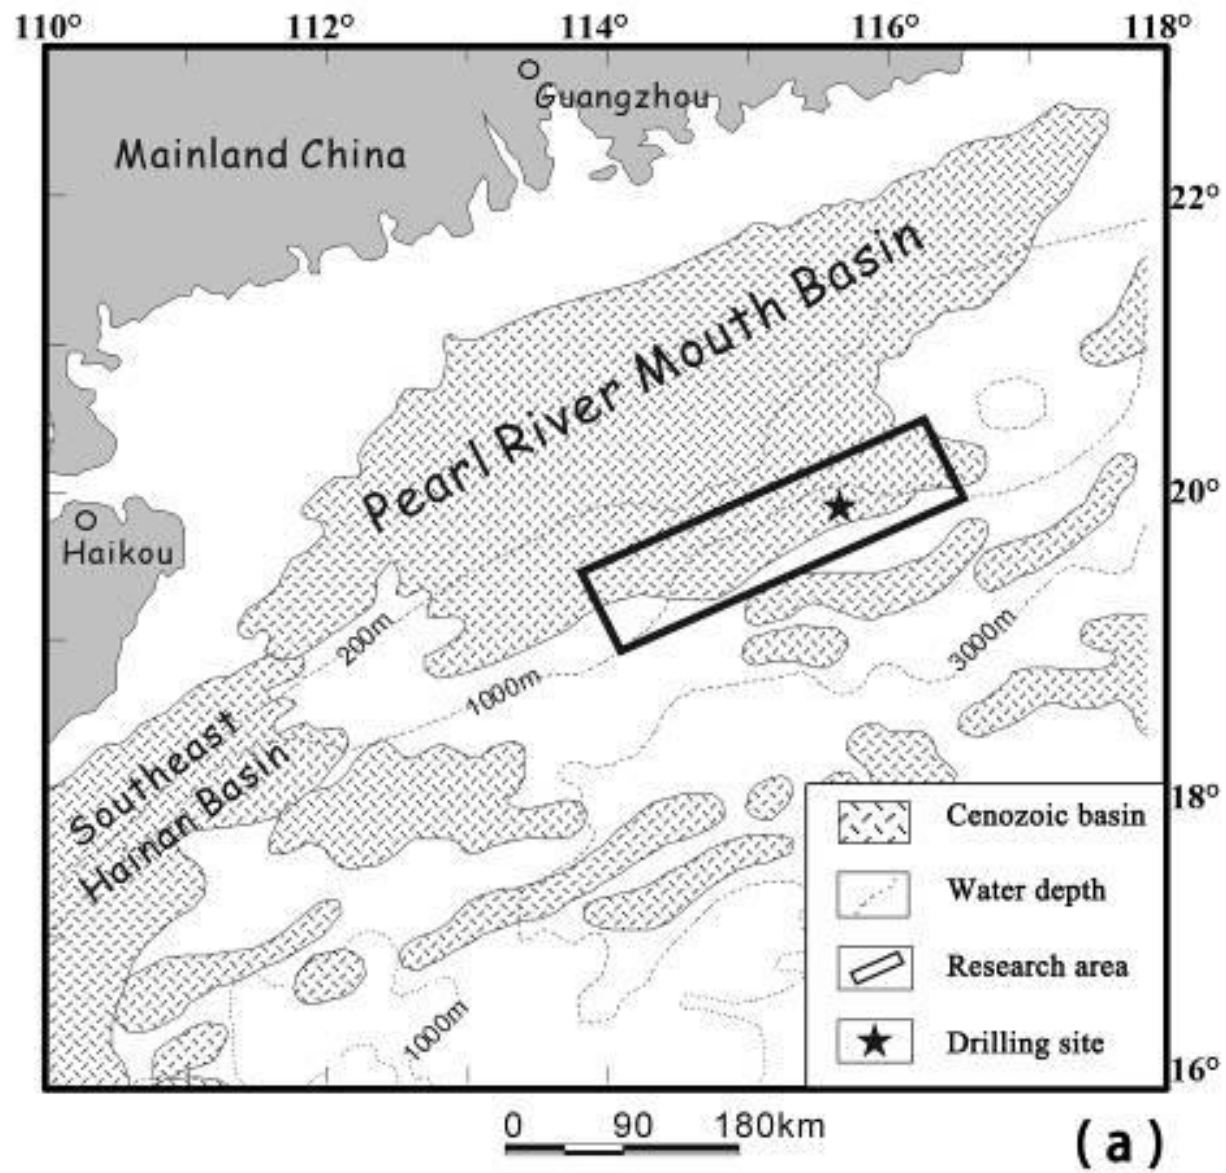 110° 112° 114° 116° 118°
Guangzhou
Mainland China
22°
Pearl River Mouth Basin
20°
Haikou
200m
3000m
1000m
Southeast
Hainan Basin
18°
Cenozoic basin
Water depth
Research area
1000m
Drilling site
16°
0 90 180km
(a)